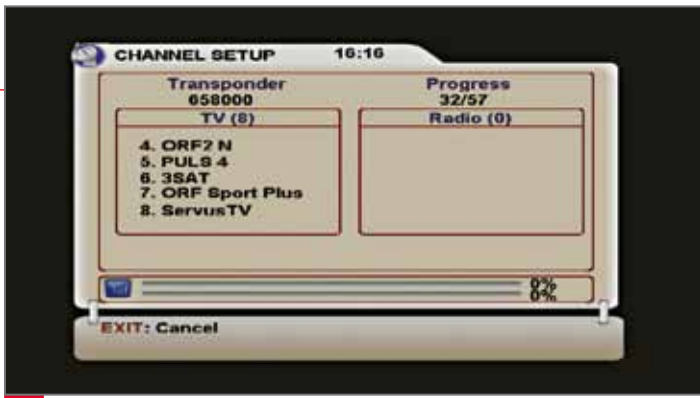 CHANNEL SETUP 16:16
Transponder Progress
658000 32/57
TV (8) Radio (0)
4. ORF2 N
5. PULS 4
6. 3SAT
7. ORF Sport Plus
8. ServusTV
0%
0%
EXIT: Cancel